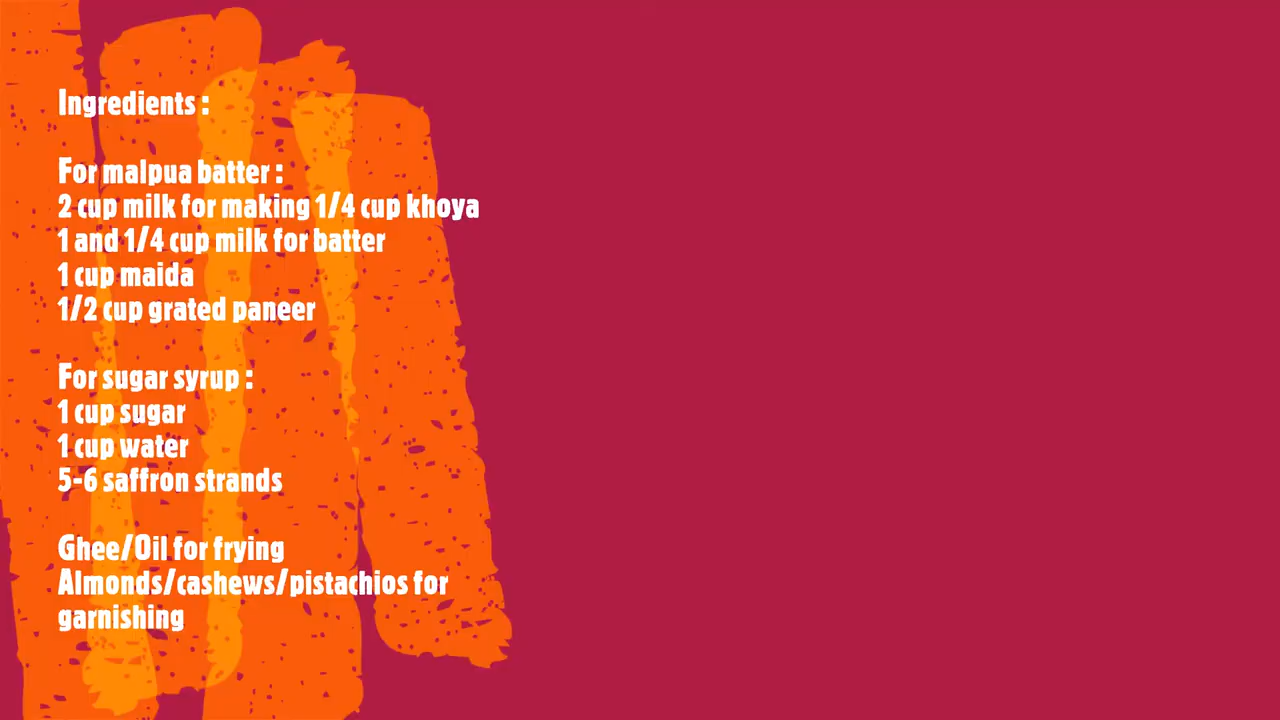 Ingredients :
For malpua batter :
2 cup milk for making 1/4 cup khoya
1 and 1/4 cup milk for batter
1 cup maida
1/2 cup grated paneer
For sugar syrup :
1 cup sugar
1 cup water
5-6 saffron strands
Ghee/Oil for frying
Almonds/cashews/pistachios for
garnishing